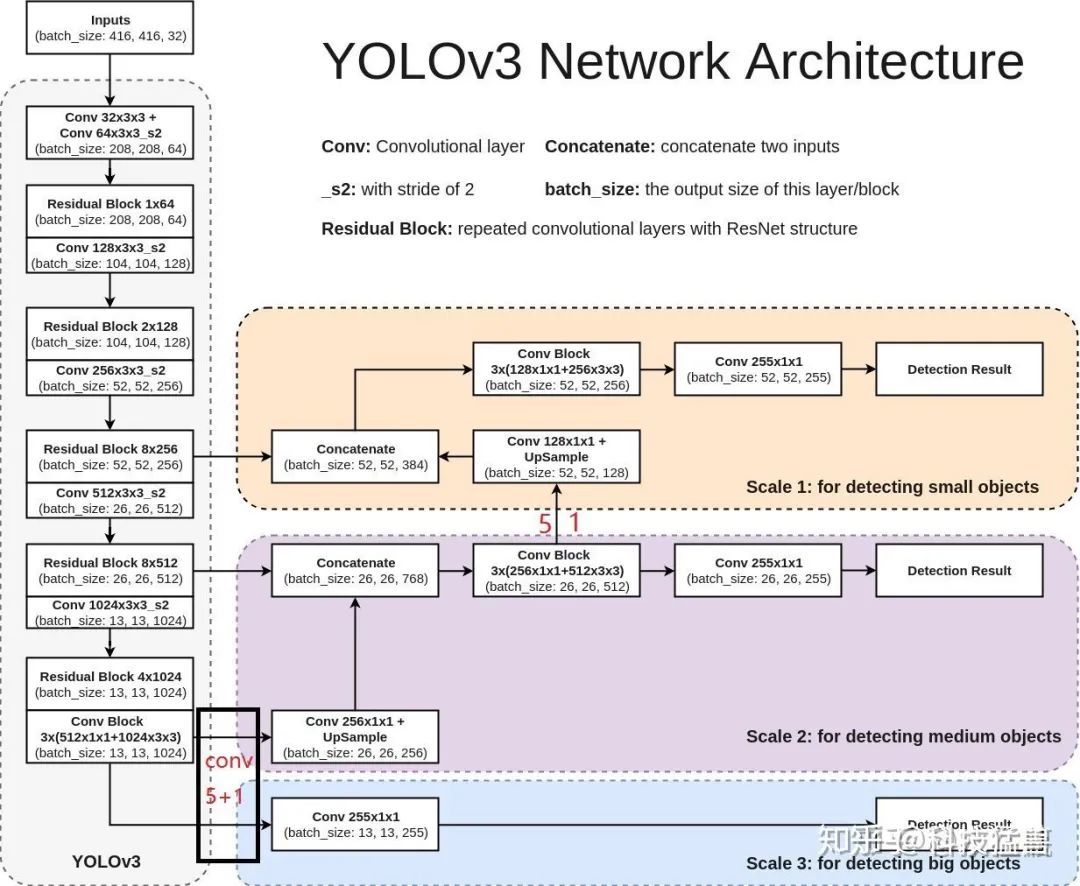 Inputs
(batch_size: 416, 416, 32)
YOLOv3 Network Architecture
Conv 32x3x3 +
Conv 64x3x3_s2
(batch_size: 208, 208, 64)
Conv: Convolutional layer
Concatenate: concatenate two inputs
_s2: with stride of 2
batch_size: the output size of this layer/block
Residual Block: repeated convolutional layers with ResNet structure
Residual Block 1x64
(batch_size: 208, 208, 64)
Conv 128x3x3_s2
(batch_size: 104, 104, 128)
Residual Block 2x128
(batch_size: 104, 104, 128)
Conv 256x3x3_s2
(batch_size: 52, 52, 256)
Residual Block 8x256
(batch_size: 52, 52, 256)
Conv 512x3x3_s2
(batch_size: 26, 26, 512)
Residual Block 8x512
(batch_size: 26, 26, 512)
Conv 1024x3x3_s2
(batch_size: 13, 13, 1024)
Residual Block 4x1024
(batch_size: 13, 13, 1024)
Conv Block
3x(512x1x1+1024x3x3)
(batch_size: 13, 13, 1024)
YOLOv3
Conv Block
3x(128x1x1+256x3x3)
(batch_size: 52, 52, 256)
Conv 255x1x1
(batch_size: 52, 52, 255)
Detection Result
Concatenate
(batch_size: 52, 52, 384)
Conv 128x1x1 +
UpSample
(batch_size: 52, 52, 128)
Scale 1: for detecting small objects
5 1
Concatenate
(batch_size: 26, 26, 768)
Conv Block
3x(256x1x1+512x3x3)
(batch_size: 26, 26, 512)
Conv 255x1x1
(batch_size: 26, 26, 255)
Detection Result
Conv 256x1x1 +
UpSample
(batch_size: 26, 26, 256)
Scale 2: for detecting medium objects
conv
5+1
Conv 255x1x1
(batch_size: 13, 13, 255)
Detection Result
知乎 @科技猛
Scale 3: for detecting big objects